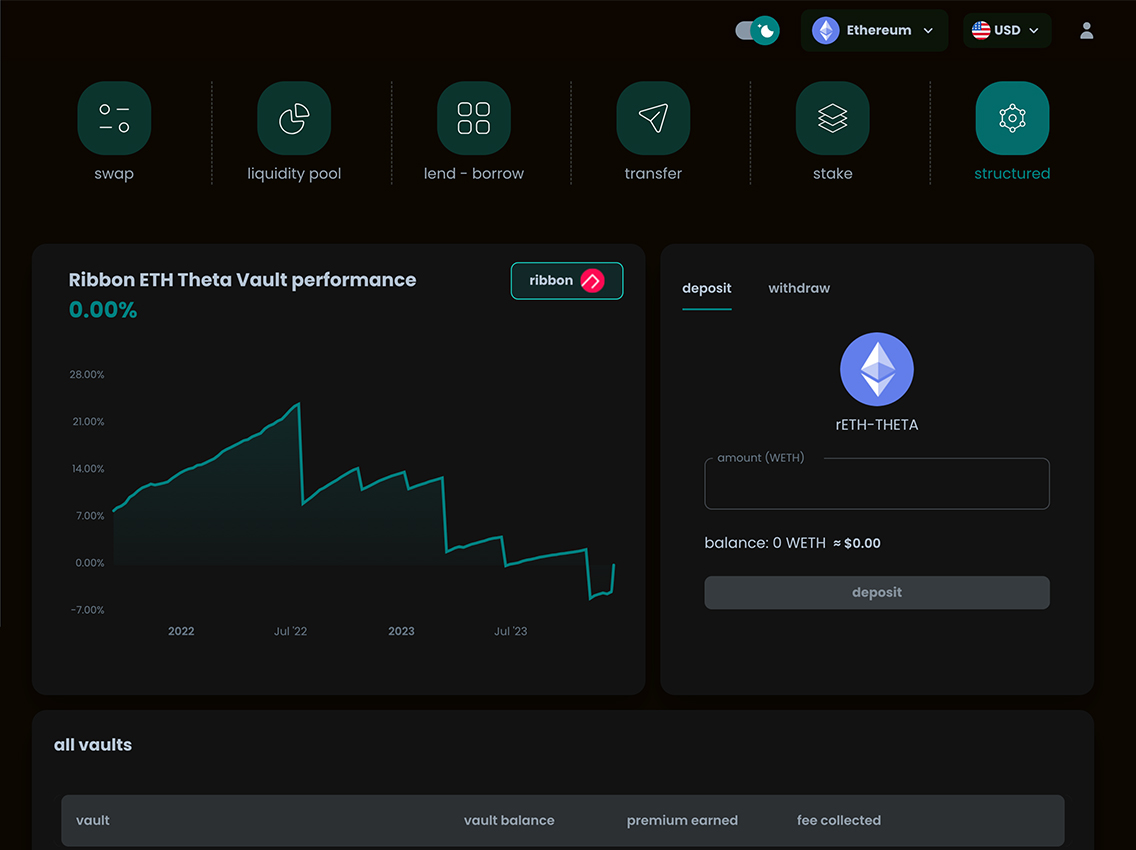 Ethereum
USD
swap
liquidity pool
lend - borrow
transfer
stake
structured
Ribbon ETH Theta Vault performance
0.00%
ribbon
28.00%
21.00%
14.00%
7.00%
0.00%
-7.00%
2022
Jul '22
2023
Jul '23
deposit
withdraw
rETH-THETA
amount (WETH)
balance: 0 WETH ≈ $0.00
deposit
all vaults
vault
vault balance
premium earned
fee collected